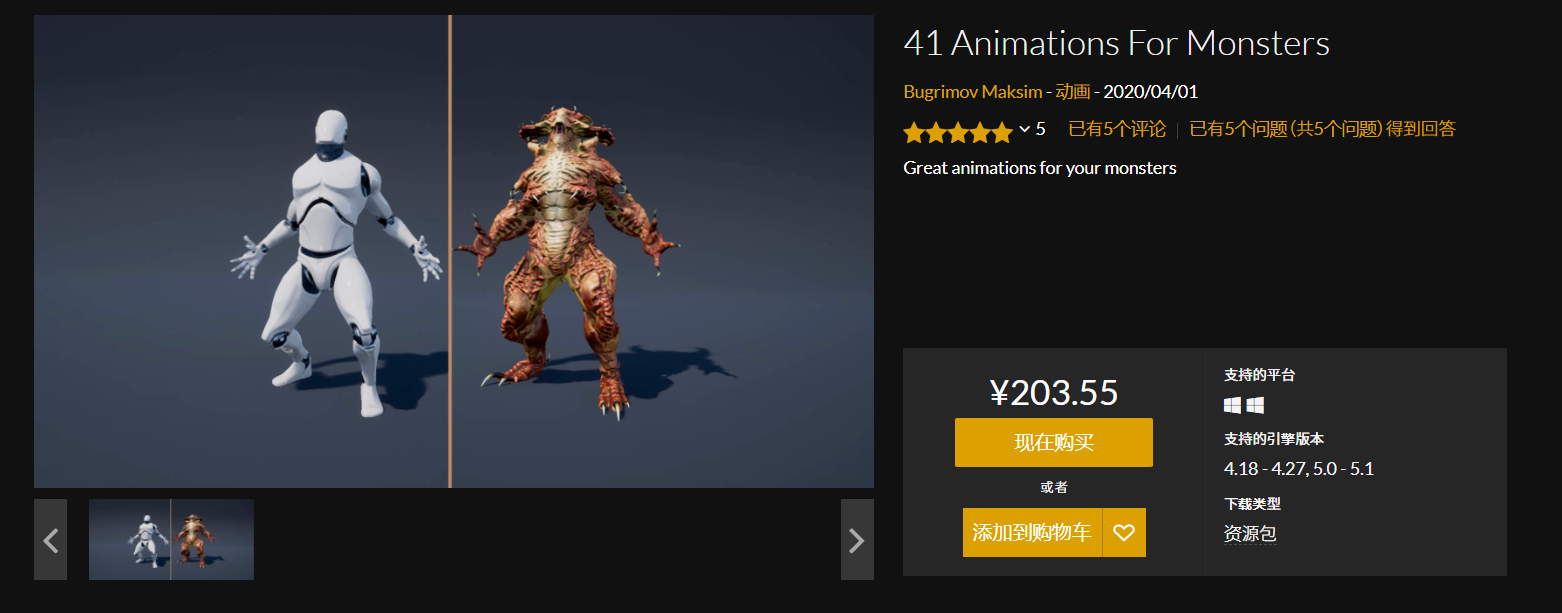 41 Animations For Monsters
Bugrimov Maksim - 动画 - 2020/04/01
5 已有5个评论 | 已有5个问题 (共5个问题) 得到回答
Great animations for your monsters
¥203.55
现在购买
或者
添加到购物车
支持的平台
支持的引擎版本
4.18 - 4.27, 5.0 - 5.1
下载类型
资源包